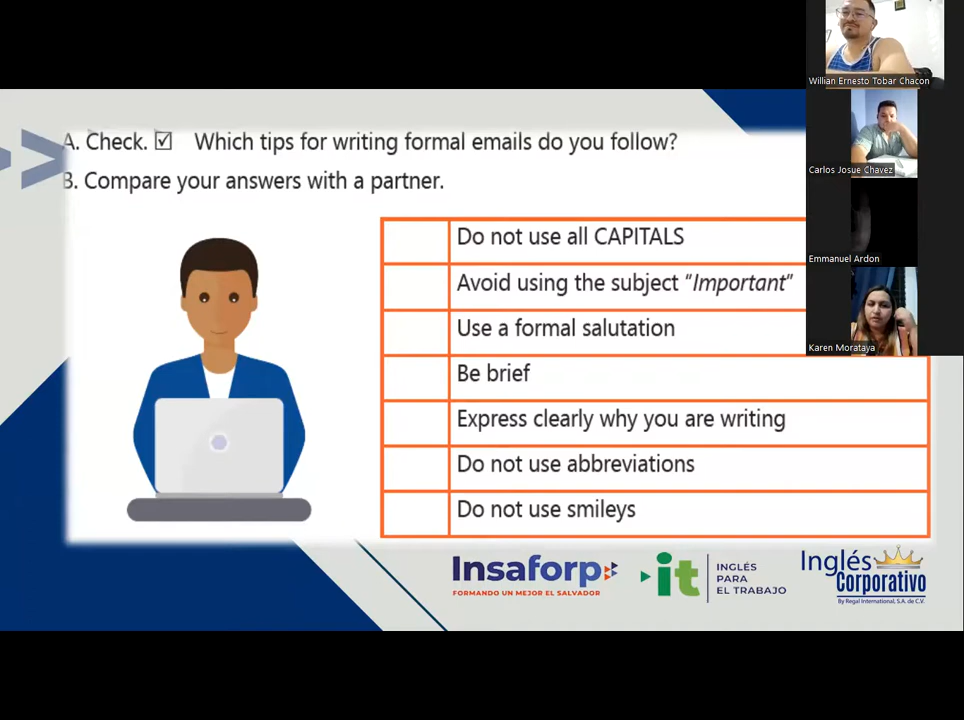 A. Check. ☑ Which tips for writing formal emails do you follow?
B. Compare your answers with a partner.
Do not use all CAPITALS
Avoid using the subject “Important”
Use a formal salutation
Be brief
Express clearly why you are writing
Do not use abbreviations
Do not use smileys
Insaforp
FORMANDO UN MEJOR EL SALVADOR
it
INGLÉS
PARA
EL TRABAJO
Inglés
Corporativo
By Regal International, S.A. de C.V.
Willian Ernesto Tobar Chacon
Carlos Josue Chavez
Emmanuel Ardon
Karen Morataya